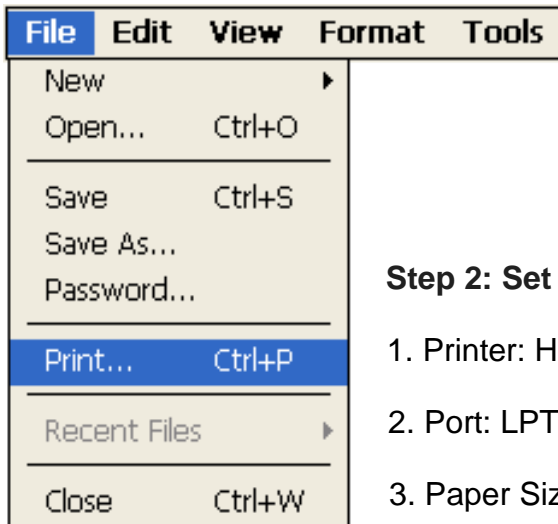 File Edit View Format Tools
New
Open... Ctrl+O
Save Ctrl+S
Save As...
Password...
Print... Ctrl+P
Recent Files
Close Ctrl+W
Step 2: Set
1. Printer: H
2. Port: LPT
3. Paper